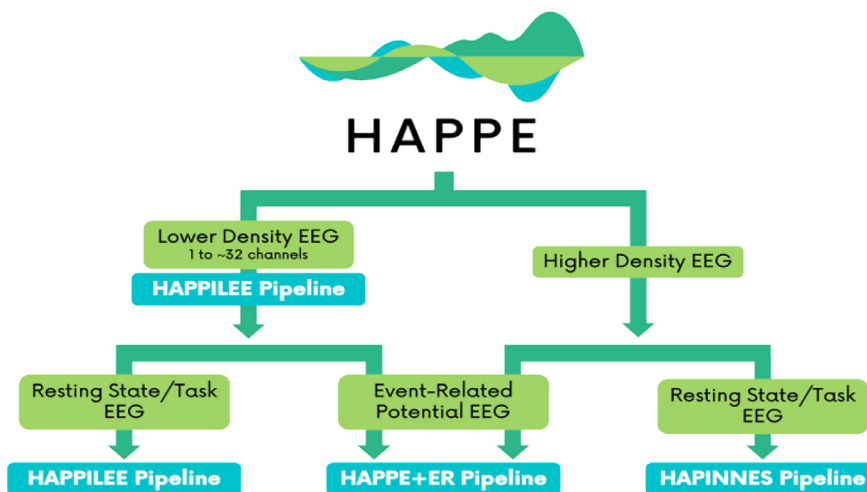 HAPPE
Lower Density EEG
1 to ~32 channels
HAPPILEE Pipeline
Higher Density EEG
Resting State/Task
EEG
Event-Related
Potential EEG
Resting State/Task
EEG
HAPPILEE Pipeline
HAPPE+ER Pipeline
HAPINNES Pipeline